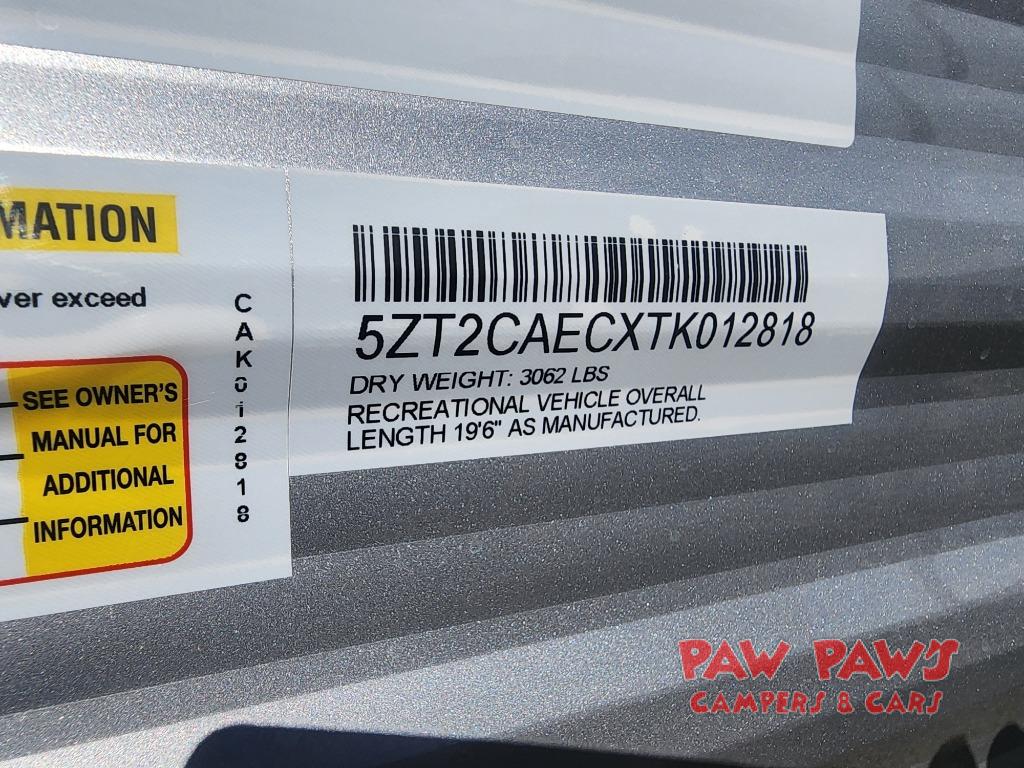 MATION
ver exceed
SEE OWNER'S
MANUAL FOR
ADDITIONAL
INFORMATION
C
A
K
0
1
2
8
1
8
5ZT2CAECXTK012818
DRY WEIGHT: 3062 LBS
RECREATIONAL VEHICLE OVERALL
LENGTH 19'6" AS MANUFACTURED.
PAW PAW'S
CAMPERS & CARS